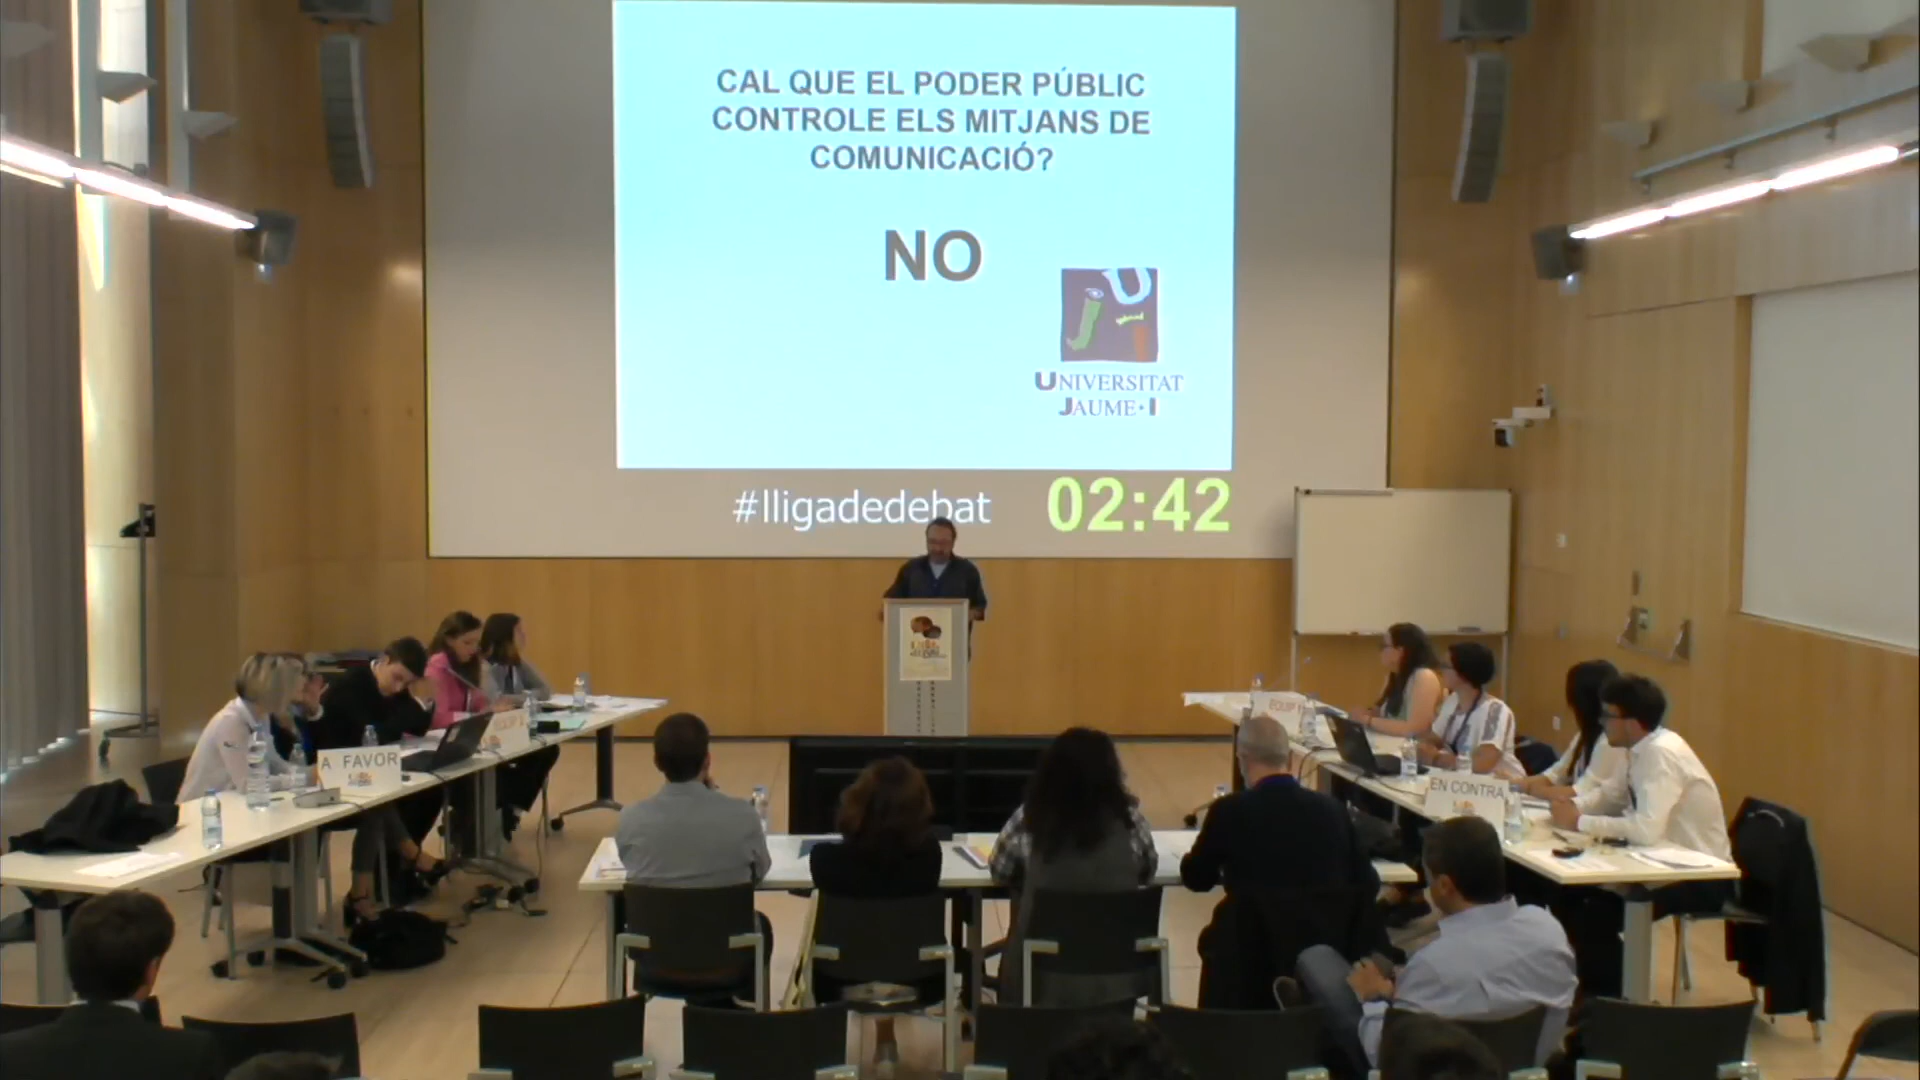 CAL QUE EL PODER PÚBLIC
CONTROLE ELS MITJANS DE
COMUNICACIÓ?
NO
UNIVERSITAT
JAUME·I
#lligadedebat
02:42
A FAVOR
EQUIP
EN CONTRA